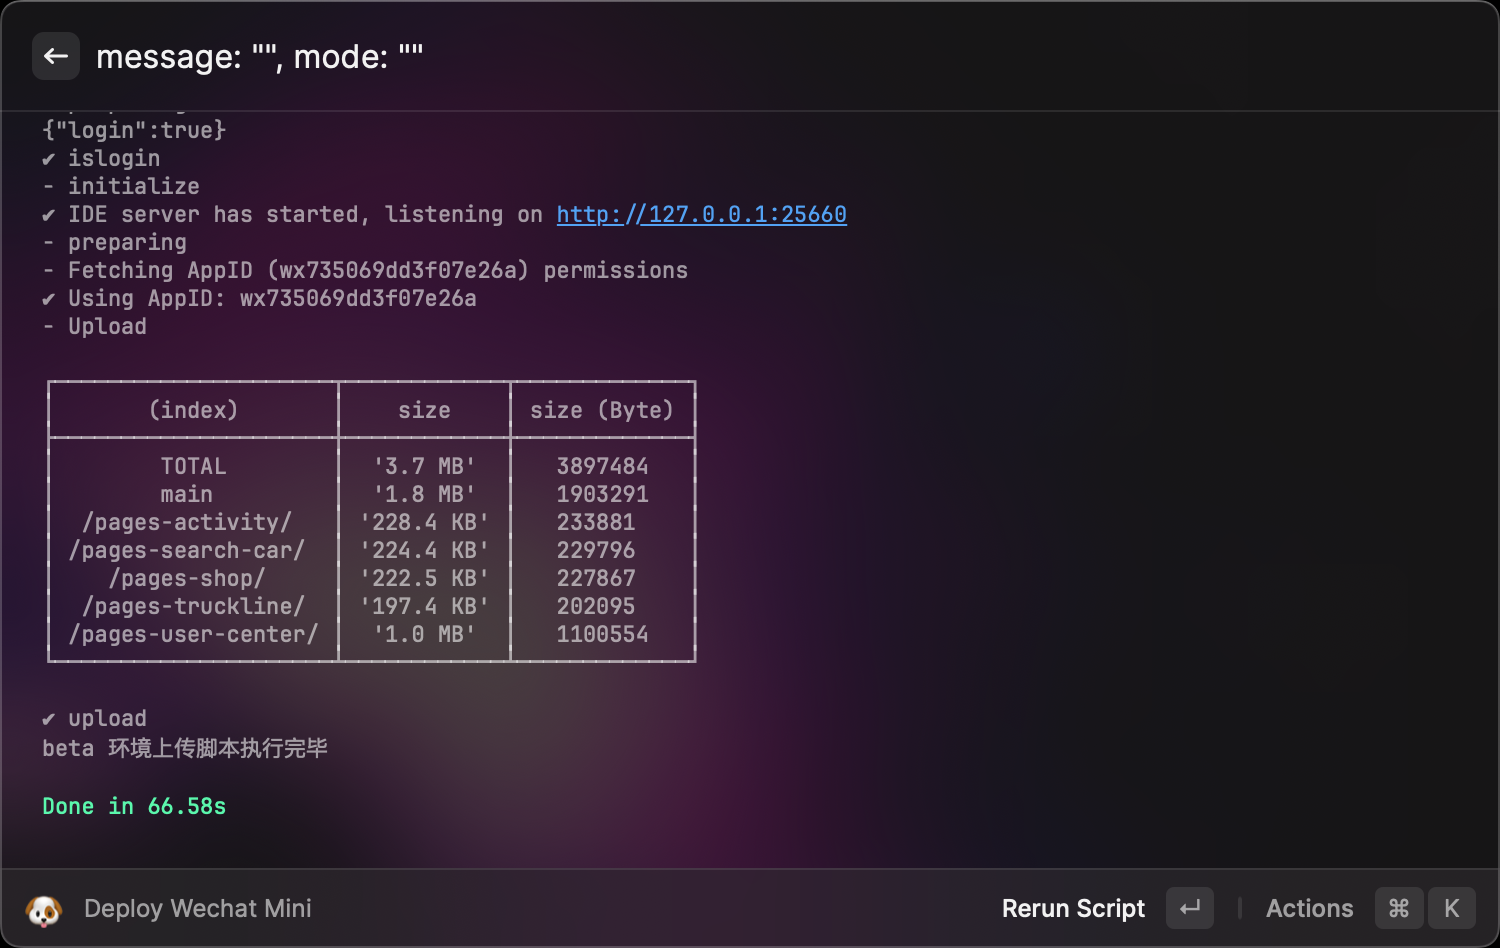 message: "", mode: ""
{"login":true}
✔ islogin
- initialize
✔ IDE server has started, listening on http://127.0.0.1:25660
- preparing
- Fetching AppID (wx735069dd3f07e26a) permissions
✔ Using AppID: wx735069dd3f07e26a
- Upload
(index) size size (Byte)
TOTAL '3.7 MB' 3897484
main '1.8 MB' 1903291
/pages-activity/ '228.4 KB' 233881
/pages-search-car/ '224.4 KB' 229796
/pages-shop/ '222.5 KB' 227867
/pages-truckline/ '197.4 KB' 202095
/pages-user-center/ '1.0 MB' 1100554
✔ upload
beta 环境上传脚本执行完毕
Done in 66.58s
Deploy Wechat Mini Rerun Script ↵ Actions ⌘ K